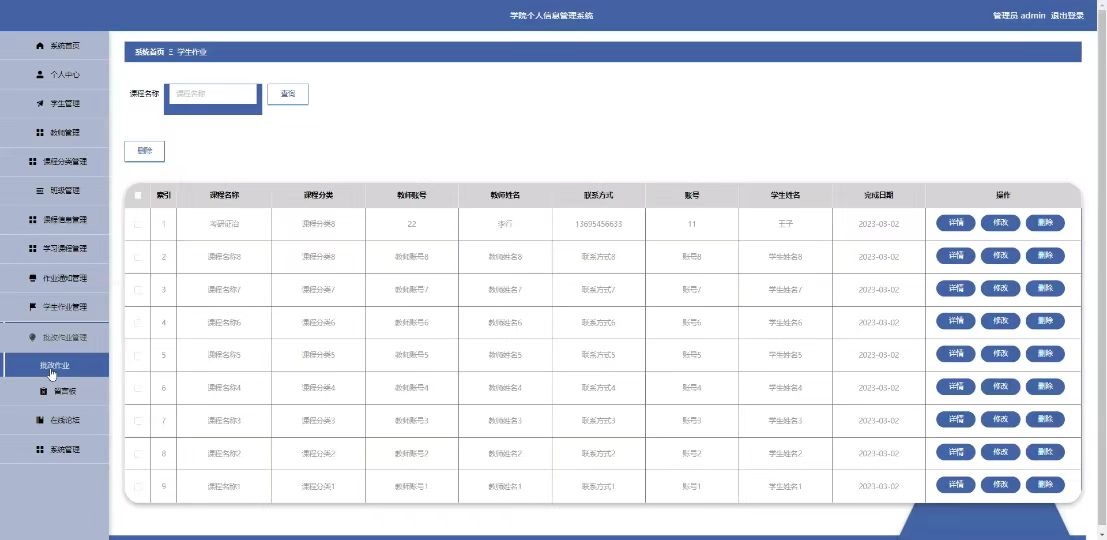 学院个人信息管理系统
管理员 admin 退出登录
系统首页
个人中心
学生管理
教师管理
课程分类管理
班级管理
课程信息管理
学习课程管理
作业通知管理
学生作业管理
批改作业管理
批改作业
留言板
在线论坛
系统管理
系统首页 Ξ 学生作业
课程名称 课程名称 查询
删除
索引 课程名称 课程分类 教师账号 教师姓名 联系方式 账号 学生姓名 完成日期 操作
1 考研政治 课程分类8 22 李行 13695456633 11 王子 2023-03-02 详情 修改 删除
2 课程名称8 课程分类8 教师账号8 教师姓名8 联系方式8 账号8 学生姓名8 2023-03-02 详情 修改 删除
3 课程名称7 课程分类7 教师账号7 教师姓名7 联系方式7 账号7 学生姓名7 2023-03-02 详情 修改 删除
4 课程名称6 课程分类6 教师账号6 教师姓名6 联系方式6 账号6 学生姓名6 2023-03-02 详情 修改 删除
5 课程名称5 课程分类5 教师账号5 教师姓名5 联系方式5 账号5 学生姓名5 2023-03-02 详情 修改 删除
6 课程名称4 课程分类4 教师账号4 教师姓名4 联系方式4 账号4 学生姓名4 2023-03-02 详情 修改 删除
7 课程名称3 课程分类3 教师账号3 教师姓名3 联系方式3 账号3 学生姓名3 2023-03-02 详情 修改 删除
8 课程名称2 课程分类2 教师账号2 教师姓名2 联系方式2 账号2 学生姓名2 2023-03-02 详情 修改 删除
9 课程名称1 课程分类1 教师账号1 教师姓名1 联系方式1 账号1 学生姓名1 2023-03-02 详情 修改 删除